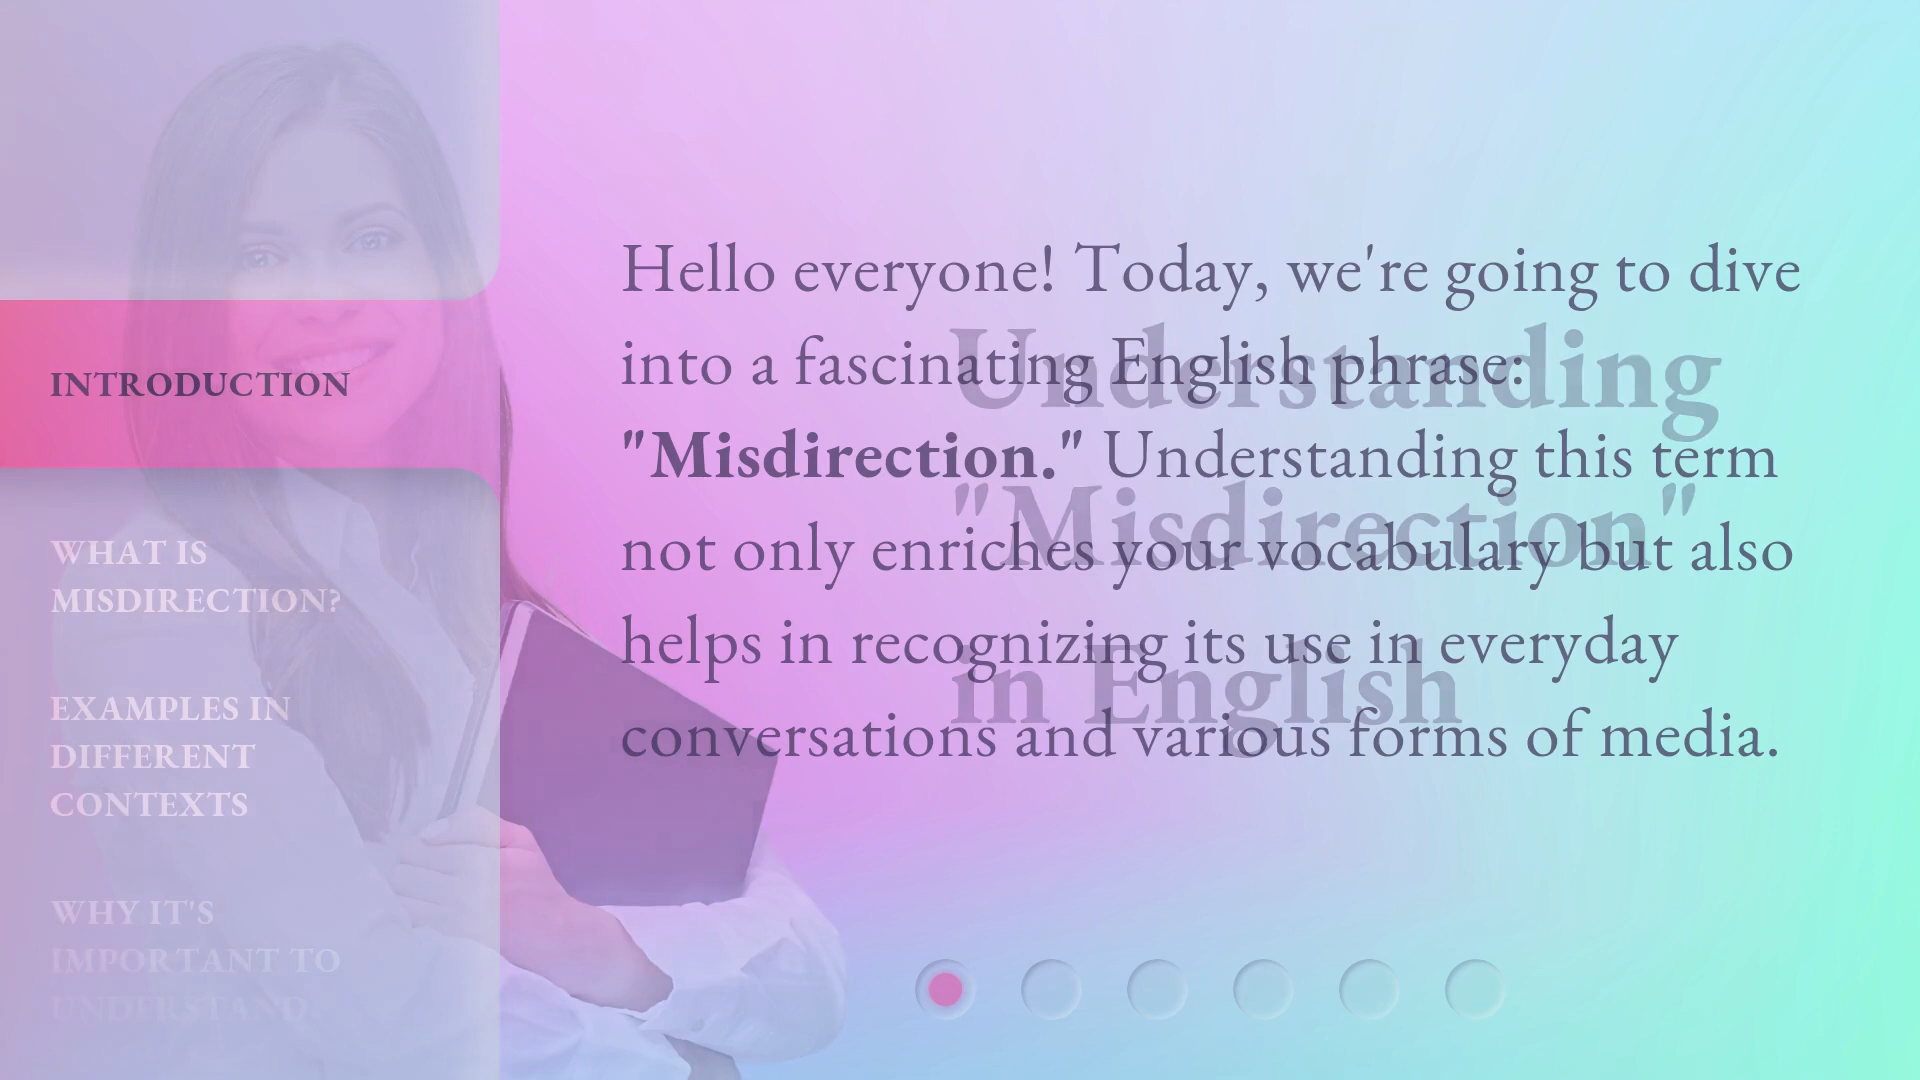 INTRODUCTION
WHAT IS
MISDIRECTION?
EXAMPLES IN
DIFFERENT
CONTEXTS
WHY IT'S
IMPORTANT TO
UNDERSTAND
Hello everyone! Today, we're going to dive
into a fascinating English phrase:
"Misdirection." Understanding this term
not only enriches your vocabulary but also
helps in recognizing its use in everyday
conversations and various forms of media.
Understanding
"Misdirection"
in English